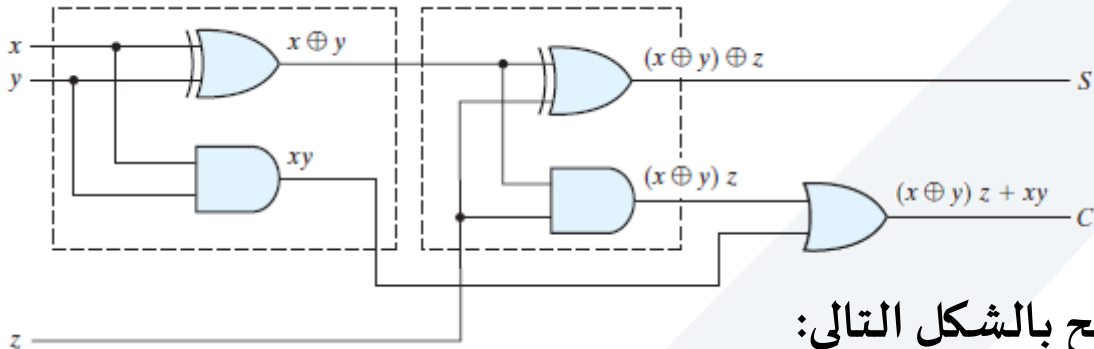 x
y
x ⊕ y
xy
(x ⊕ y) ⊕ z
S
(x ⊕ y) z
(x ⊕ y) z + xy
C
z
ح بالشكل التالي: